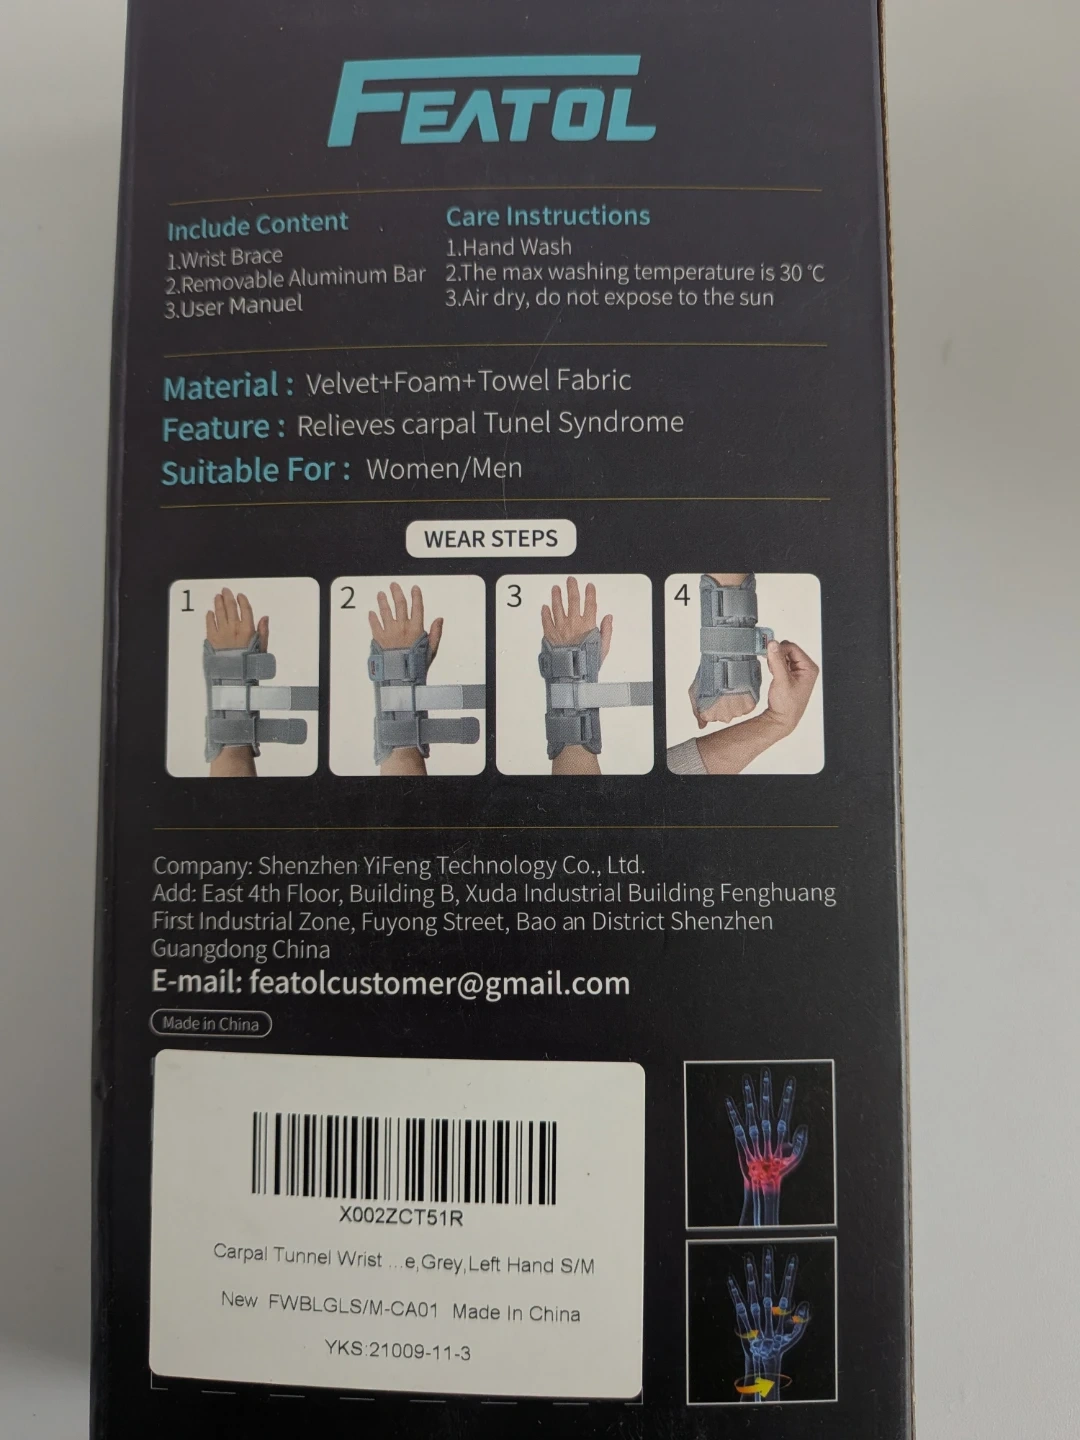 FEATOL
Include Content
1.Wrist Brace
2.Removable Aluminum Bar
3.User Manuel
Care Instructions
1.Hand Wash
2.The max washing temperature is 30 °C
3.Air dry, do not expose to the sun
Material : Velvet+Foam+Towel Fabric
Feature : Relieves carpal Tunel Syndrome
Suitable For : Women/Men
WEAR STEPS
1
2
3
4
Company: Shenzhen YiFeng Technology Co., Ltd.
Add: East 4th Floor, Building B, Xuda Industrial Building Fenghuang
First Industrial Zone, Fuyong Street, Bao an District Shenzhen
Guangdong China
E-mail: featolcustomer@gmail.com
Made in China
X002ZCT51R
Carpal Tunnel Wrist ...e,Grey,Left Hand S/M
New FWBLGLS/M-CA01 Made In China
YKS:21009-11-3